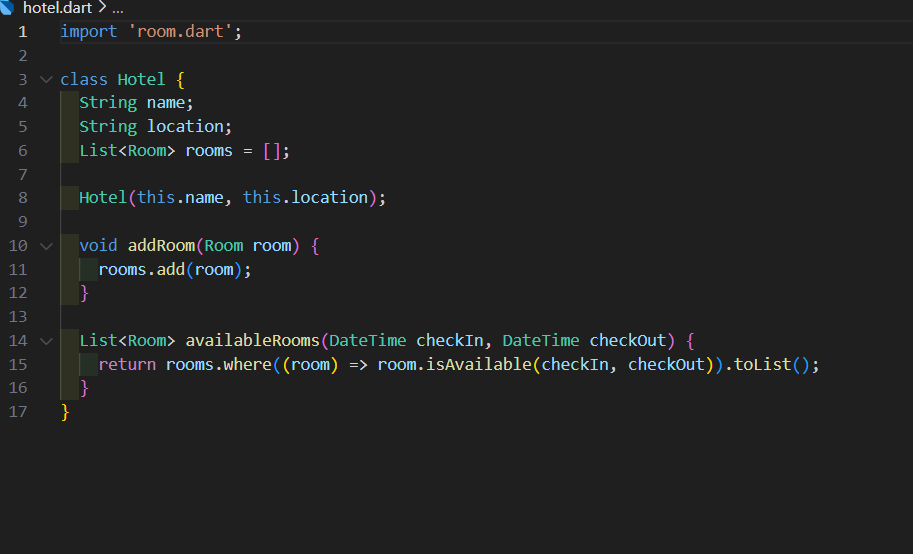 hotel.dart > ...
1 import 'room.dart';
2
3 class Hotel {
4 String name;
5 String location;
6 List<Room> rooms = [];
7
8 Hotel(this.name, this.location);
9
10 void addRoom(Room room) {
11 rooms.add(room);
12 }
13
14 List<Room> availableRooms(DateTime checkIn, DateTime checkOut) {
15 return rooms.where((room) => room.isAvailable(checkIn, checkOut)).toList();
16 }
17 }